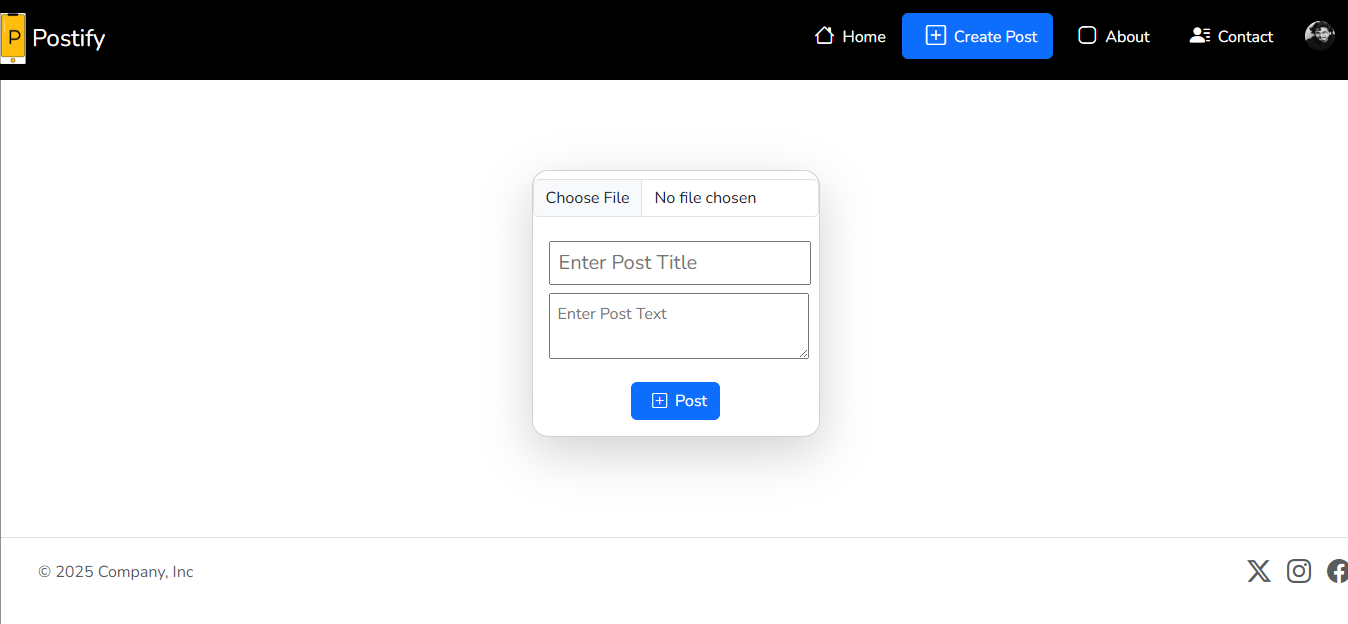 P Postify Home Create Post About Contact
Choose File No file chosen
Enter Post Title
Enter Post Text
Post
© 2025 Company, Inc